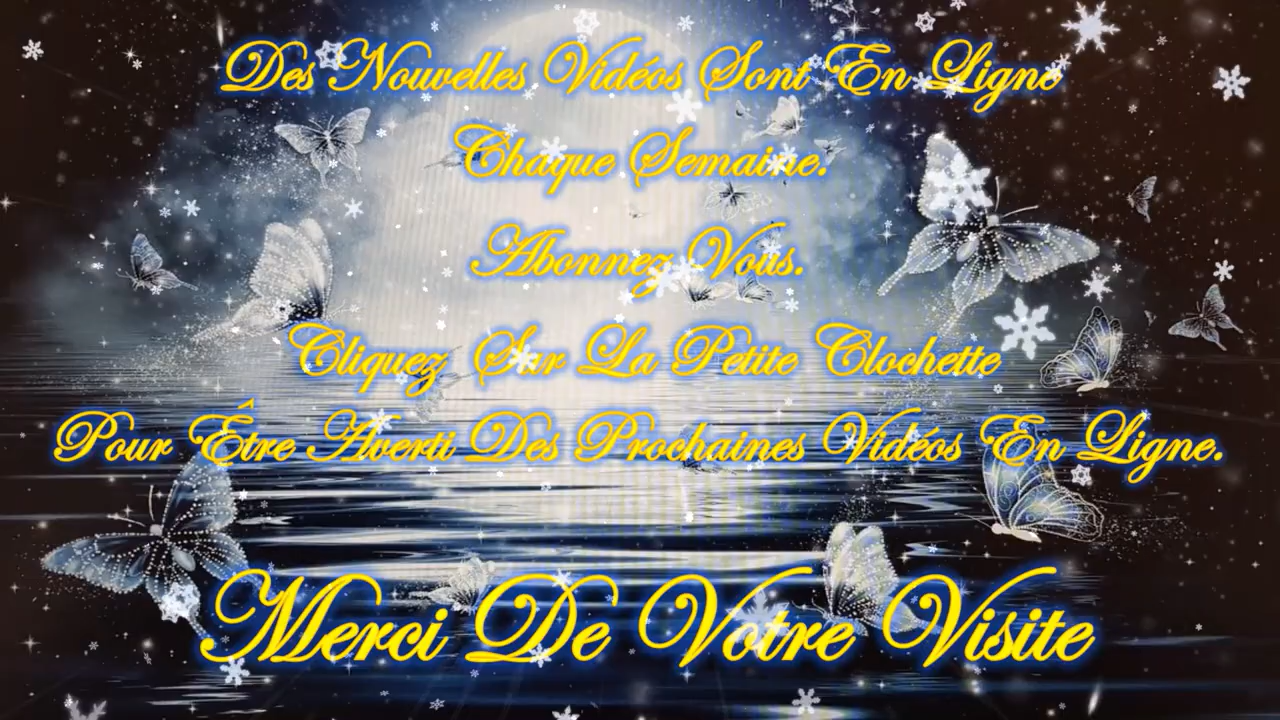 Des Nouvelles Vidéos Sont En Ligne
Chaque Semaine.
Abonnez Vous.
Cliquez Sur La Petite Clochette
Pour Être Averti Des Prochaines Vidéos En Ligne.
Merci De Votre Visite